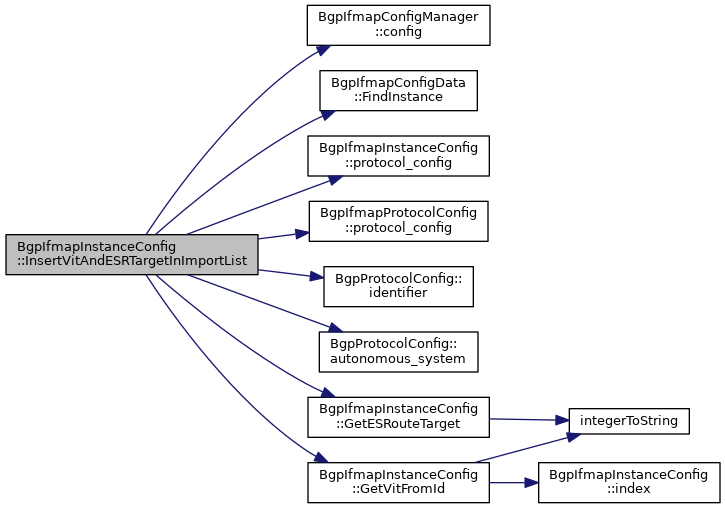 BgpIfmapConfigManager
::config
BgpIfmapConfigData
::FindInstance
BgpIfmapInstanceConfig
::protocol_config
BgpIfmapProtocolConfig
::protocol_config
BgpIfmapInstanceConfig
::InsertVitAndESRTargetInImportList
BgpProtocolConfig::
identifier
BgpProtocolConfig::
autonomous_system
BgpIfmapInstanceConfig
::GetESRouteTarget
integerToString
BgpIfmapInstanceConfig
::GetVitFromId
BgpIfmapInstanceConfig
::index